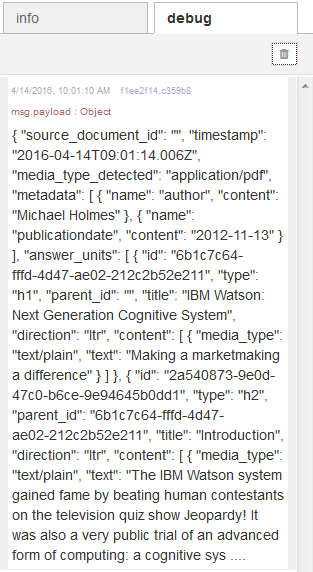 info
debug
4/14/2016, 10:01:10 AM f1ee2f14.c359b8
msg.payload : Object
{ "source_document_id": "", "timestamp":
"2016-04-14T09:01:14.006Z",
"media_type_detected": "application/pdf",
"metadata": [ { "name": "author", "content":
"Michael Holmes" }, { "name":
"publicationdate", "content": "2012-11-13" }
], "answer_units": [ { "id": "6b1c7c64-
fffd-4d47-ae02-212c2b52e211", "type":
"h1", "parent_id": "", "title": "IBM Watson:
Next Generation Cognitive System",
"direction": "ltr", "content": [ { "media_type":
"text/plain", "text": "Making a marketmaking
a difference" } ] }, { "id": "2a540873-9e0d-
47c0-b6ce-9e94645b0dd1", "type": "h2",
"parent_id": "6b1c7c64-fffd-4d47-
ae02-212c2b52e211", "title": "Introduction",
"direction": "ltr", "content": [ { "media_type":
"text/plain", "text": "The IBM Watson system
gained fame by beating human contestants
on the television quiz show Jeopardy! It
was also a very public trial of an advanced
form of computing: a cognitive sys ....